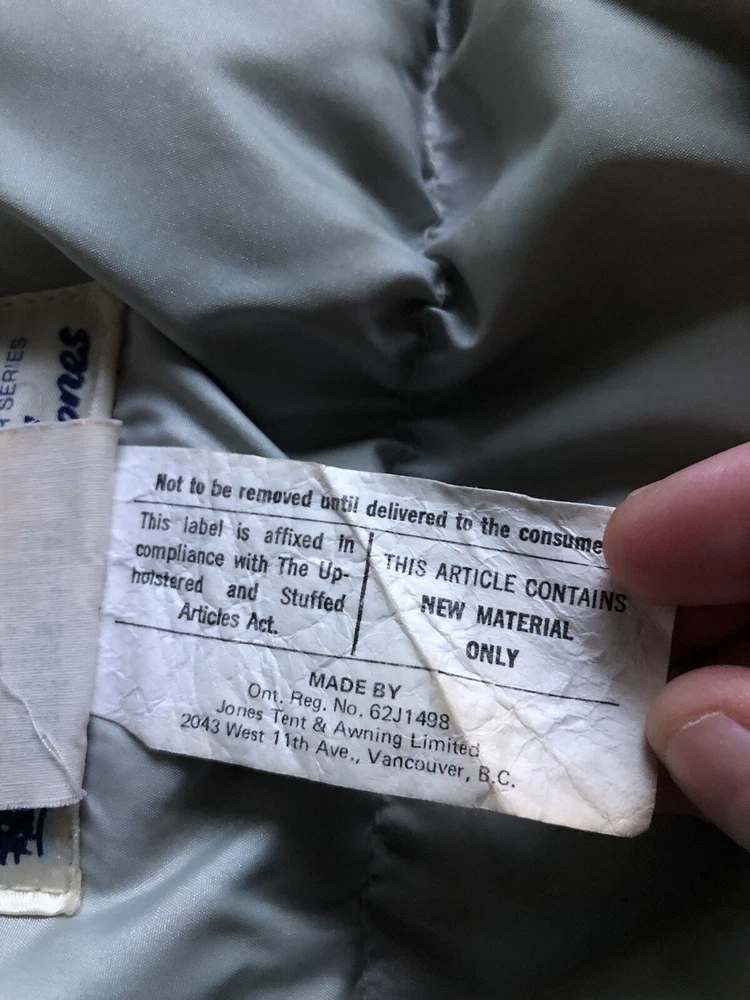 SERIES
ones
Not to be removed until delivered to the consume
This label is affixed in
compliance with The Up-
holstered and Stuffed
Articles Act.
THIS ARTICLE CONTAINS
NEW MATERIAL
ONLY
MADE BY
Ont. Reg. No. 62J1498
Jones Tent & Awning Limited
2043 West 11th Ave., Vancouver, B.C.